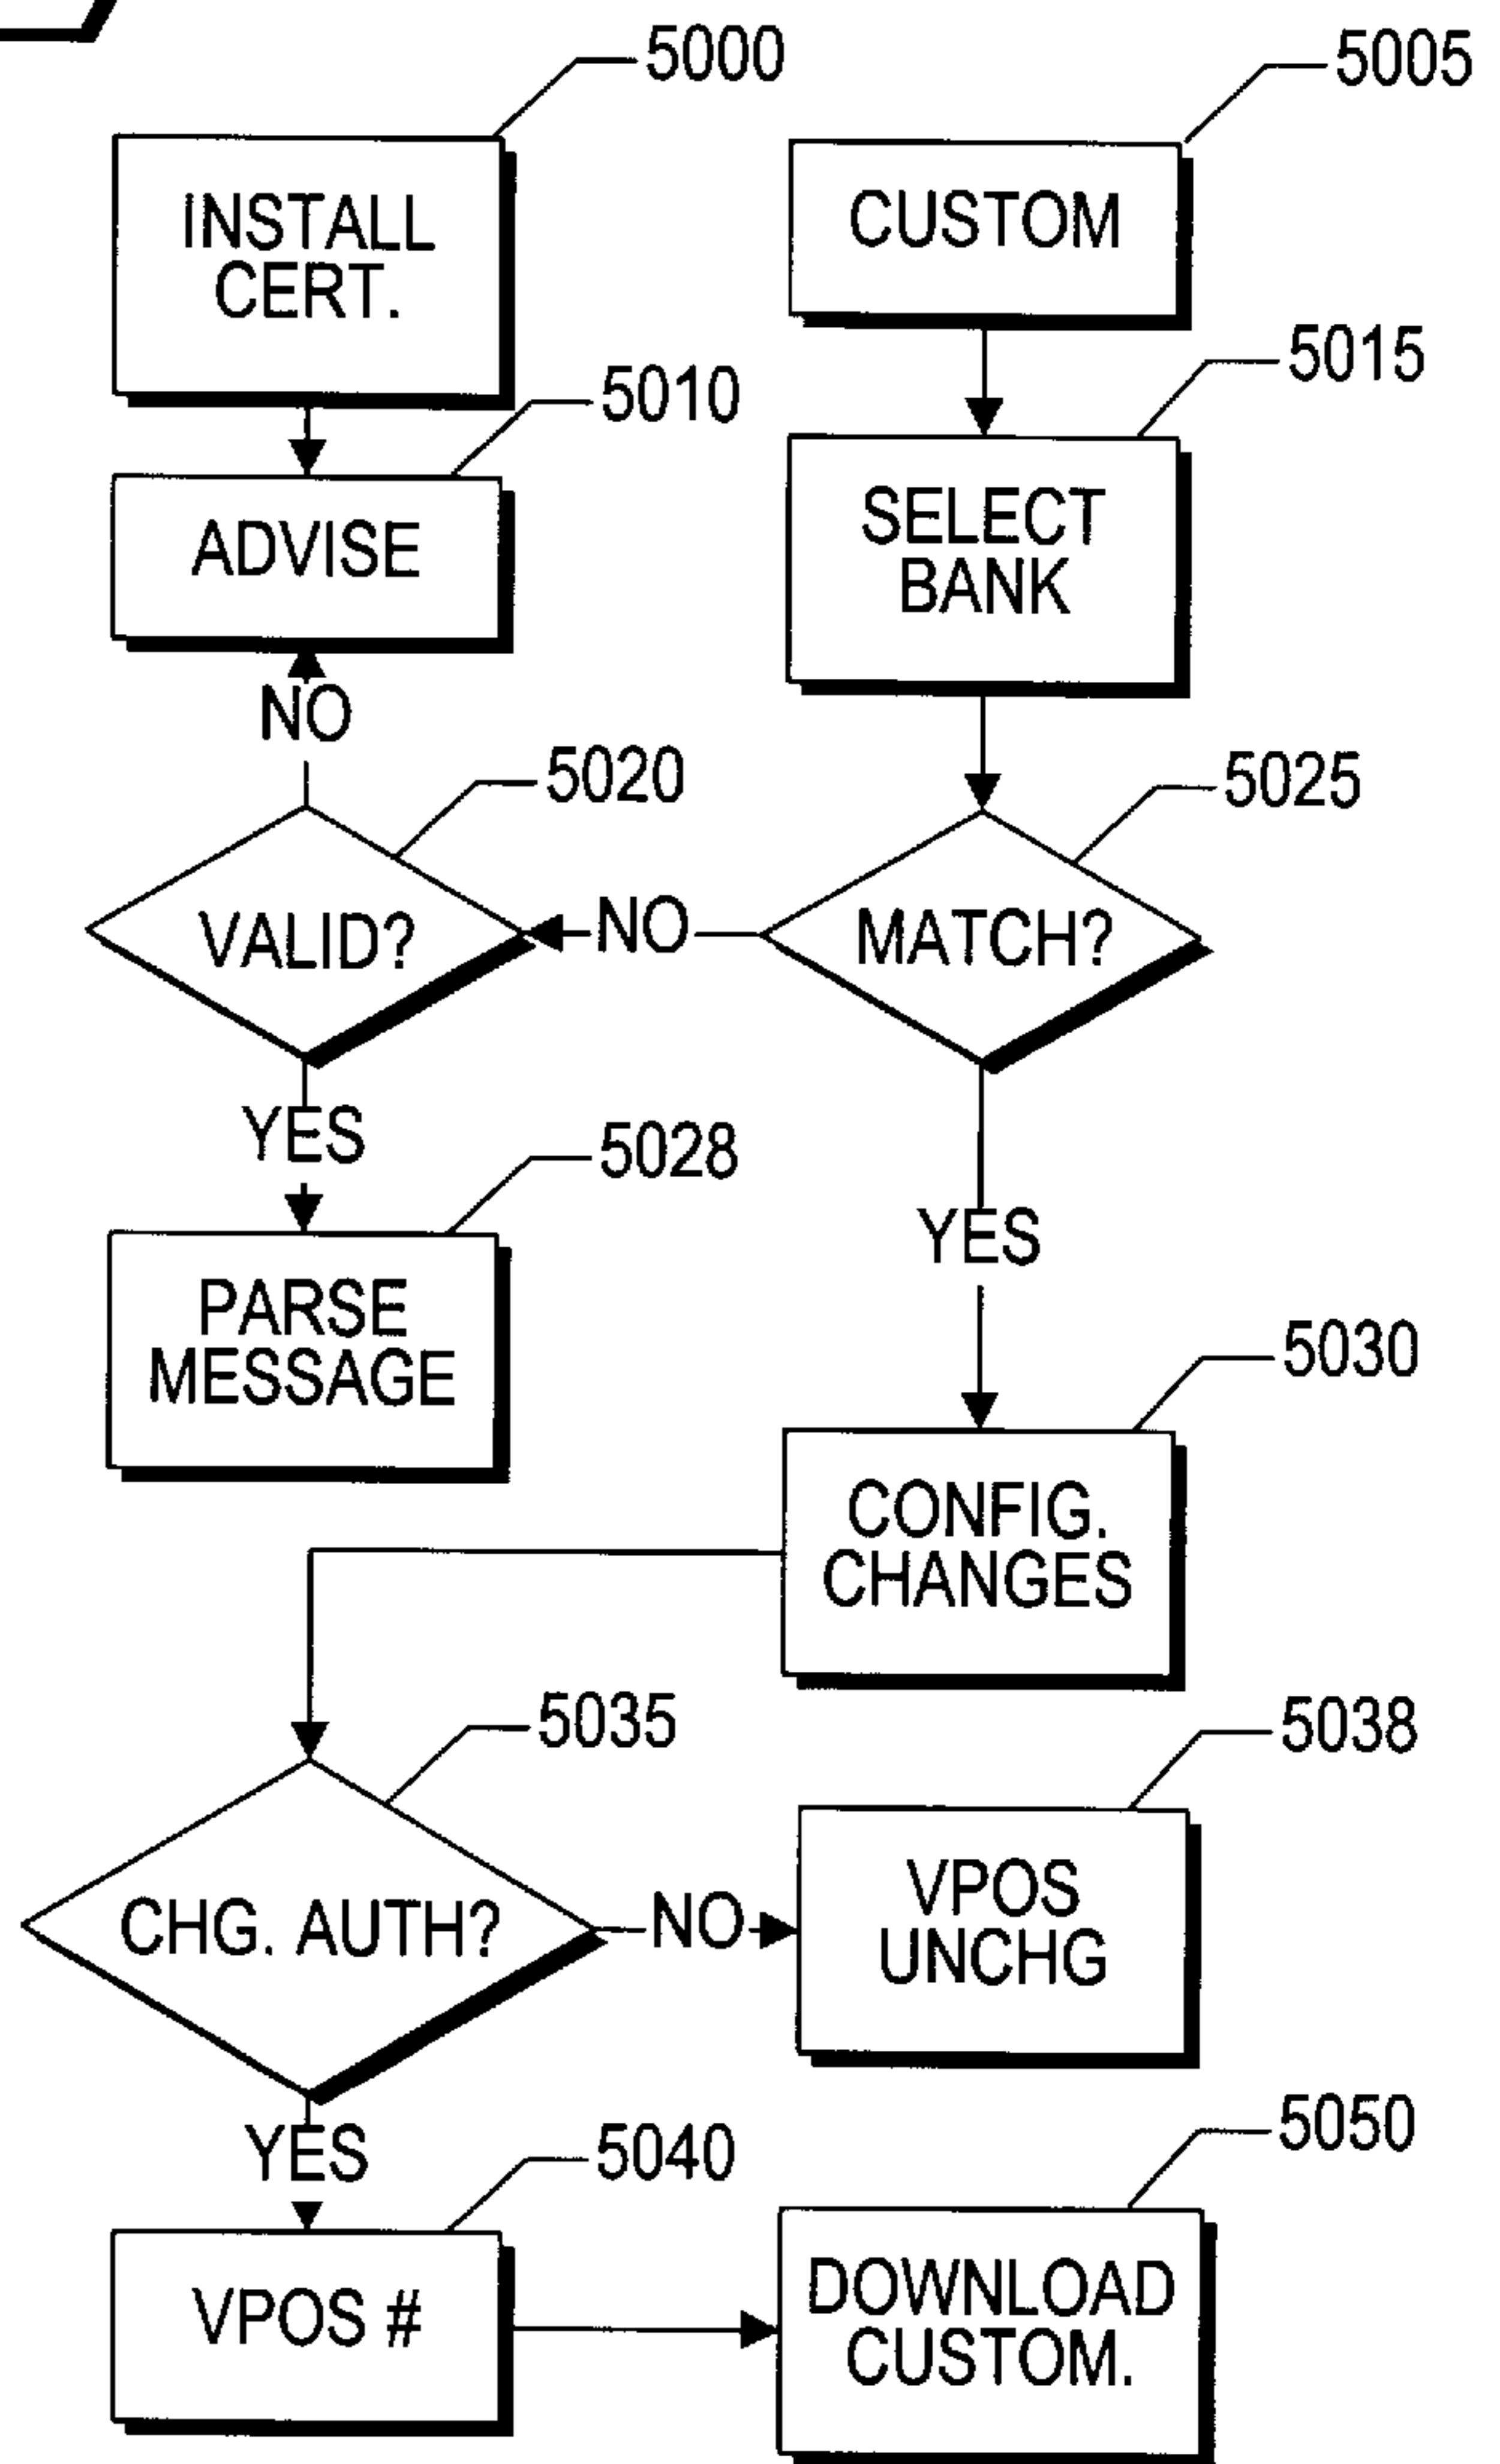 5000
5005
INSTALL
CERT.
CUSTOM
5010
5015
ADVISE
SELECT
BANK
NO
5020
5025
VALID?
NO
MATCH?
YES
5028
YES
PARSE
MESSAGE
5030
CONFIG.
CHANGES
5035
5038
CHG. AUTH?
NO
VPOS
UNCHG
YES
5040
5050
VPOS #
DOWNLOAD
CUSTOM.